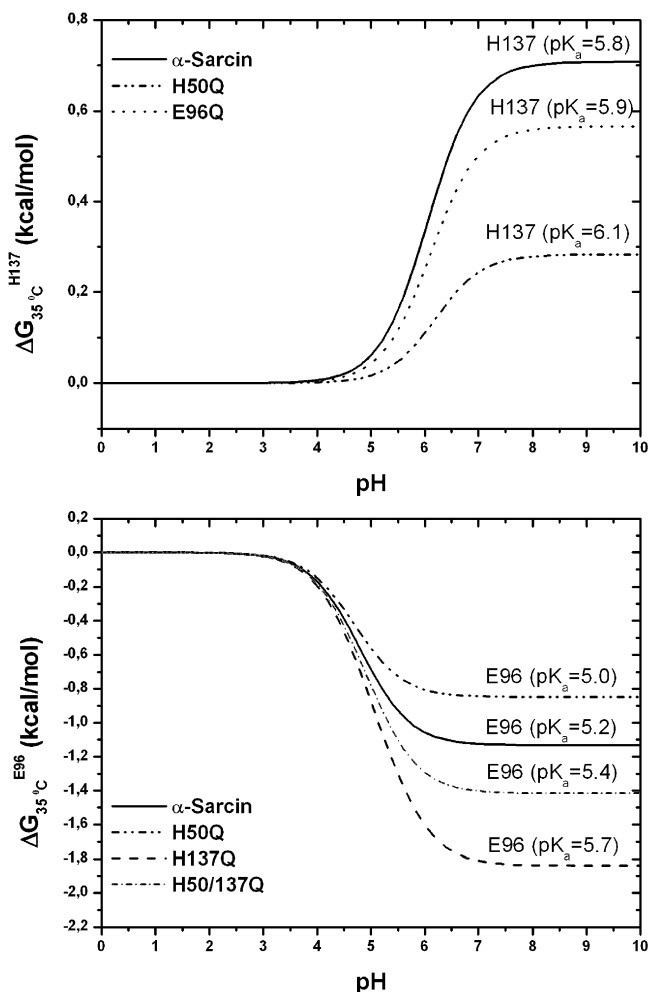 0,8
0,6
0,4
0,2
0,0
ΔG35 ºC H137 (kcal/mol)
α-Sarcin
H50Q
E96Q
H137 (pKa=5.8)
H137 (pKa=5.9)
H137 (pKa=6.1)
0 1 2 3 4 5 6 7 8 9 10
pH
0,2
0,0
-0,2
-0,4
-0,6
-0,8
-1,0
-1,2
-1,4
-1,6
-1,8
-2,0
-2,2
ΔG35 ºC E96 (kcal/mol)
E96 (pKa=5.0)
E96 (pKa=5.2)
E96 (pKa=5.4)
E96 (pKa=5.7)
α-Sarcin
H50Q
H137Q
H50/137Q
0 1 2 3 4 5 6 7 8 9 10
pH